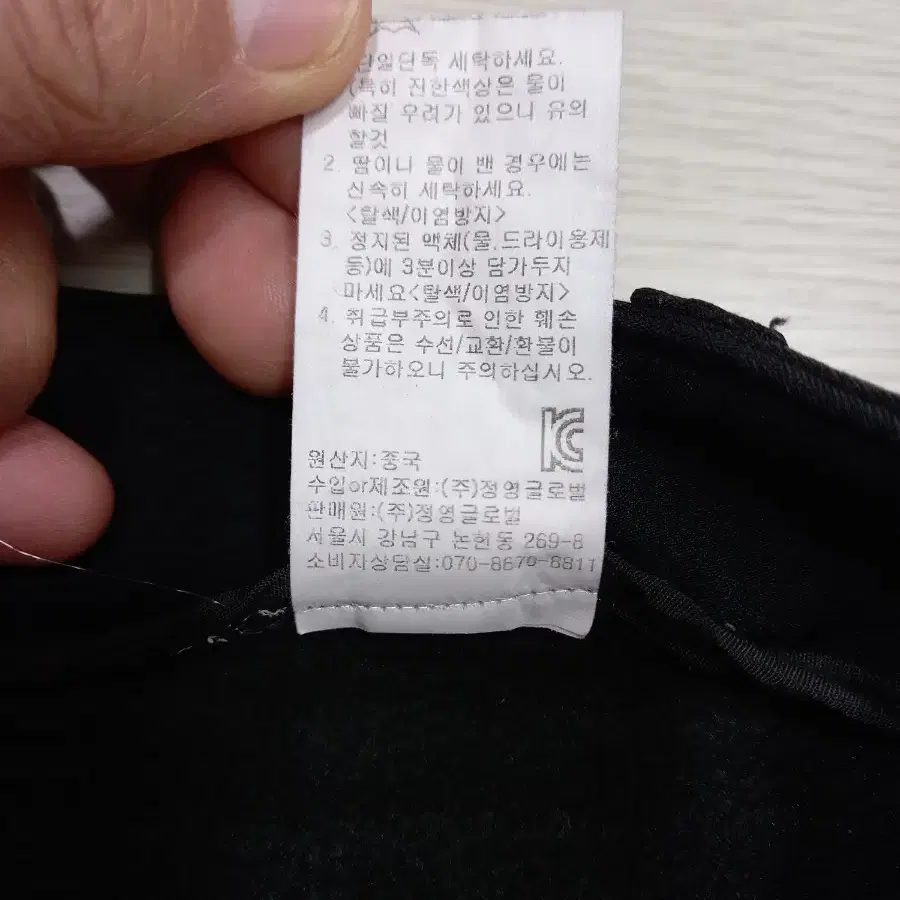 단일단독 세탁하세요.
(특히 진한색상은 물이
빠질 우려가 있으니 유의
할것
2. 땀이나 물이 밴 경우에는
신속히 세탁하세요.
<탈색/이염방지>
3. 정지된 액체(물,드라이용제
등)에 3분이상 담가두지
마세요<탈색/이염방지>
4. 취급부주의로 인한 훼손
상품은 수선/교환/환불이
불가하오니 주의하십시오.
KC
원산지:중국
수입or제조원:(주)정영글로벌
판매원:(주)정영글로벌
서울시 강남구 논현동 269-8
소비자상담실:070-8670-8811